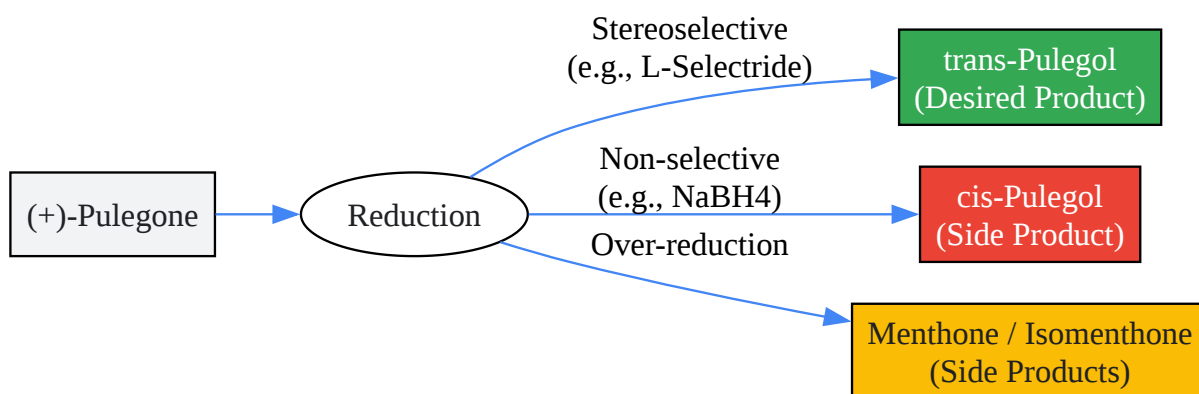 Stereoselective
(e.g., L-Selectride)
trans-Pulegol
(Desired Product)
(+)-Pulegone
Reduction
Non-selective
(e.g., NaBH4)
cis-Pulegol
(Side Product)
Over-reduction
Menthone / Isomenthone
(Side Products)